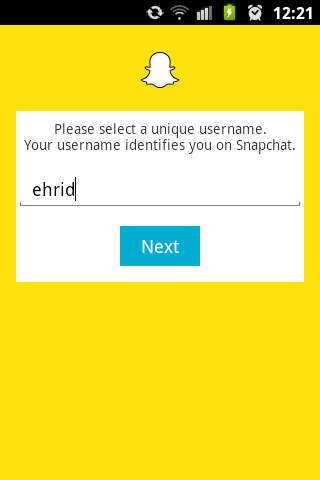 12:21
Please select a unique username.
Your username identifies you on Snapchat.
ehrid
Next